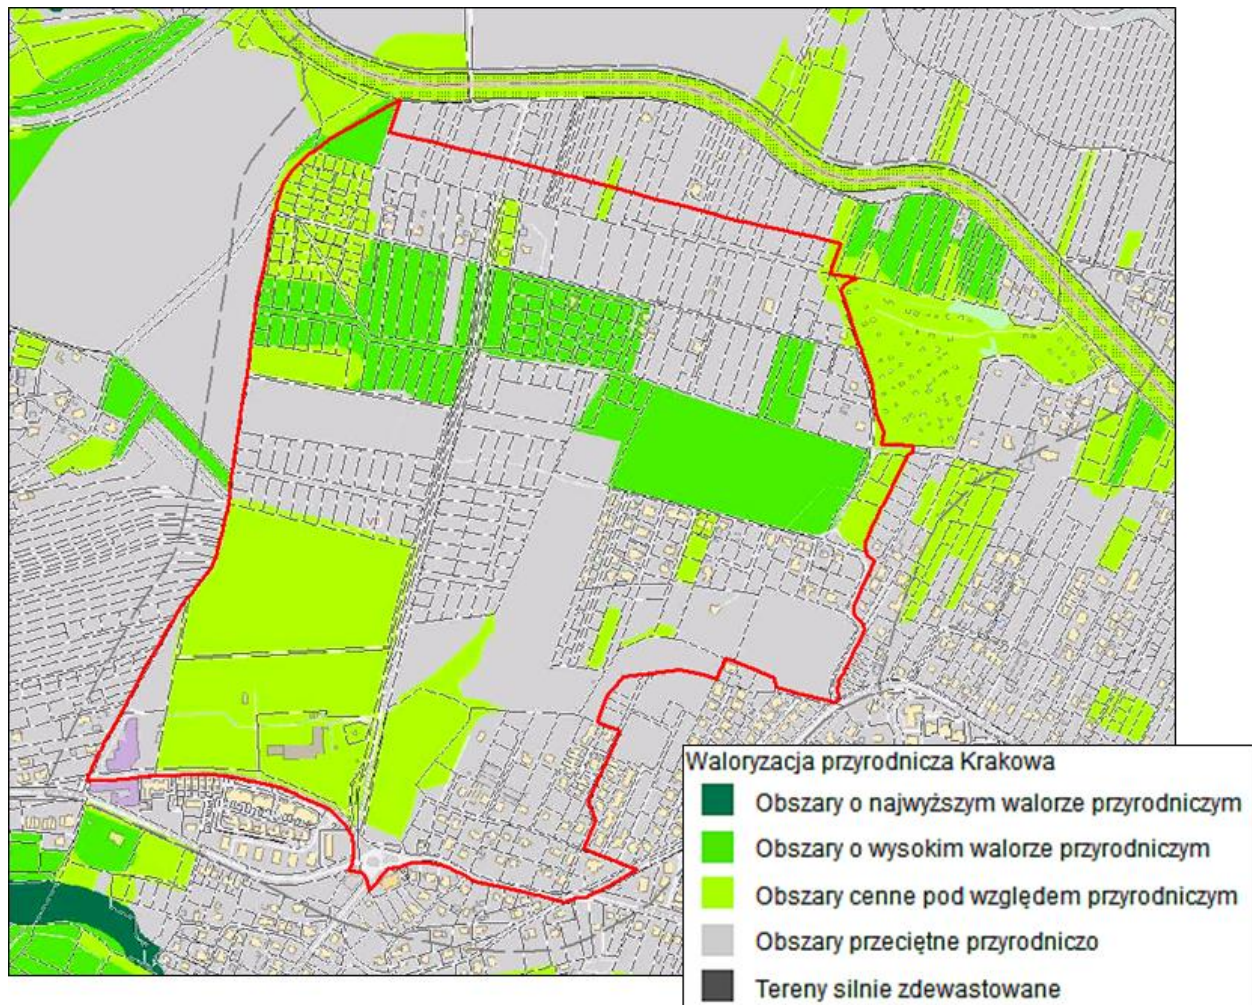 Waloryzacja przyrodnicza Krakowa
Obszary o najwyższym walorze przyrodniczym
Obszary o wysokim walorze przyrodniczym
Obszary cenne pod względem przyrodniczym
Obszary przeciętne przyrodniczo
Tereny silnie zdewastowane